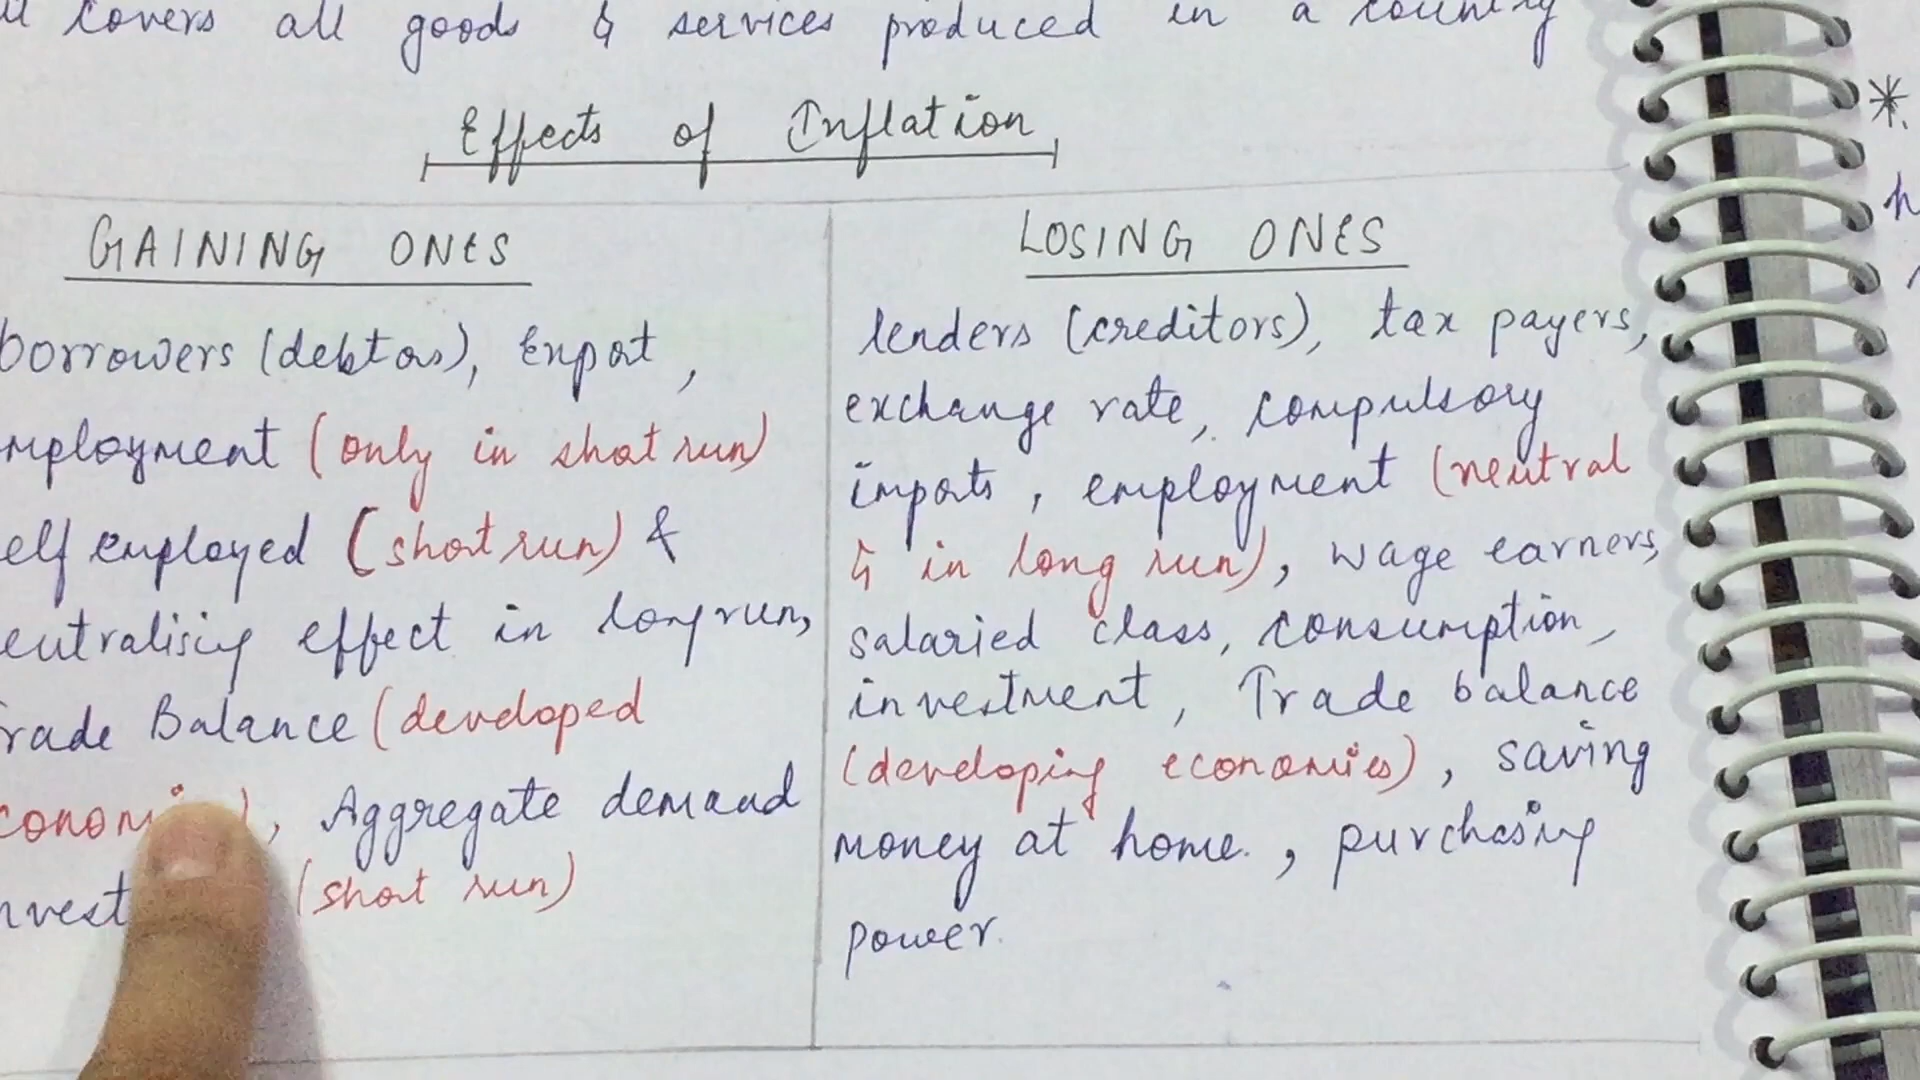 covers all goods & services produced in a country
Effects of Inflation
GAINING ONES
borrowers (debtors), Export,
mployment (only in short run)
elf employed (short run) &
eutralising effect in long run,
rade Balance (developed
conomi), Aggregate demand
nvest (short run)
LOSING ONES
lenders (creditors), tax payers,
exchange rate, compulsory
imports, employment (neutral
in long run), wage earners,
salaried class, consumption,
investment, Trade balance
(developing economies), saving
money at home., purchasing
power.
*.